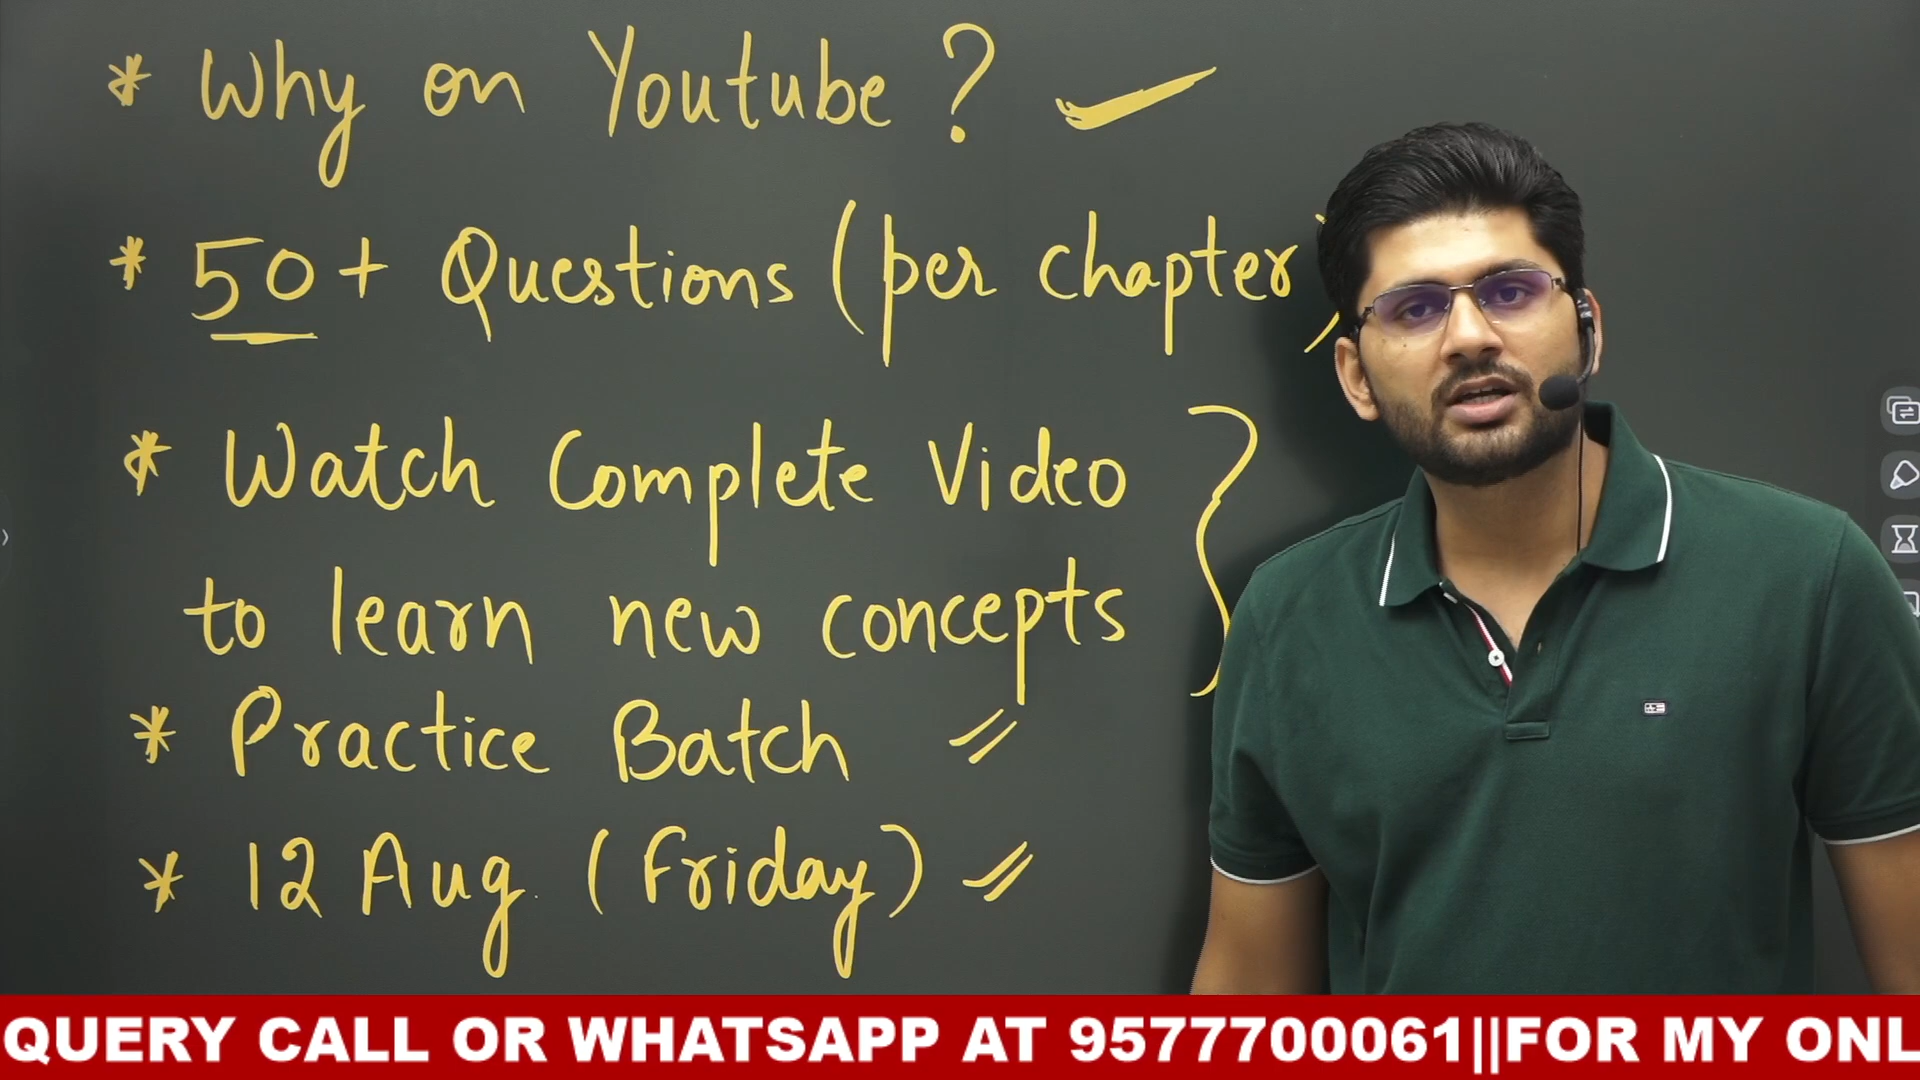 * Why on Youtube ?
* 50+ Questions (per chapter)
* Watch Complete Video
to learn new concepts
* Practice Batch
* 12 Aug. (Friday)
QUERY CALL OR WHATSAPP AT 9577700061||FOR MY ONL